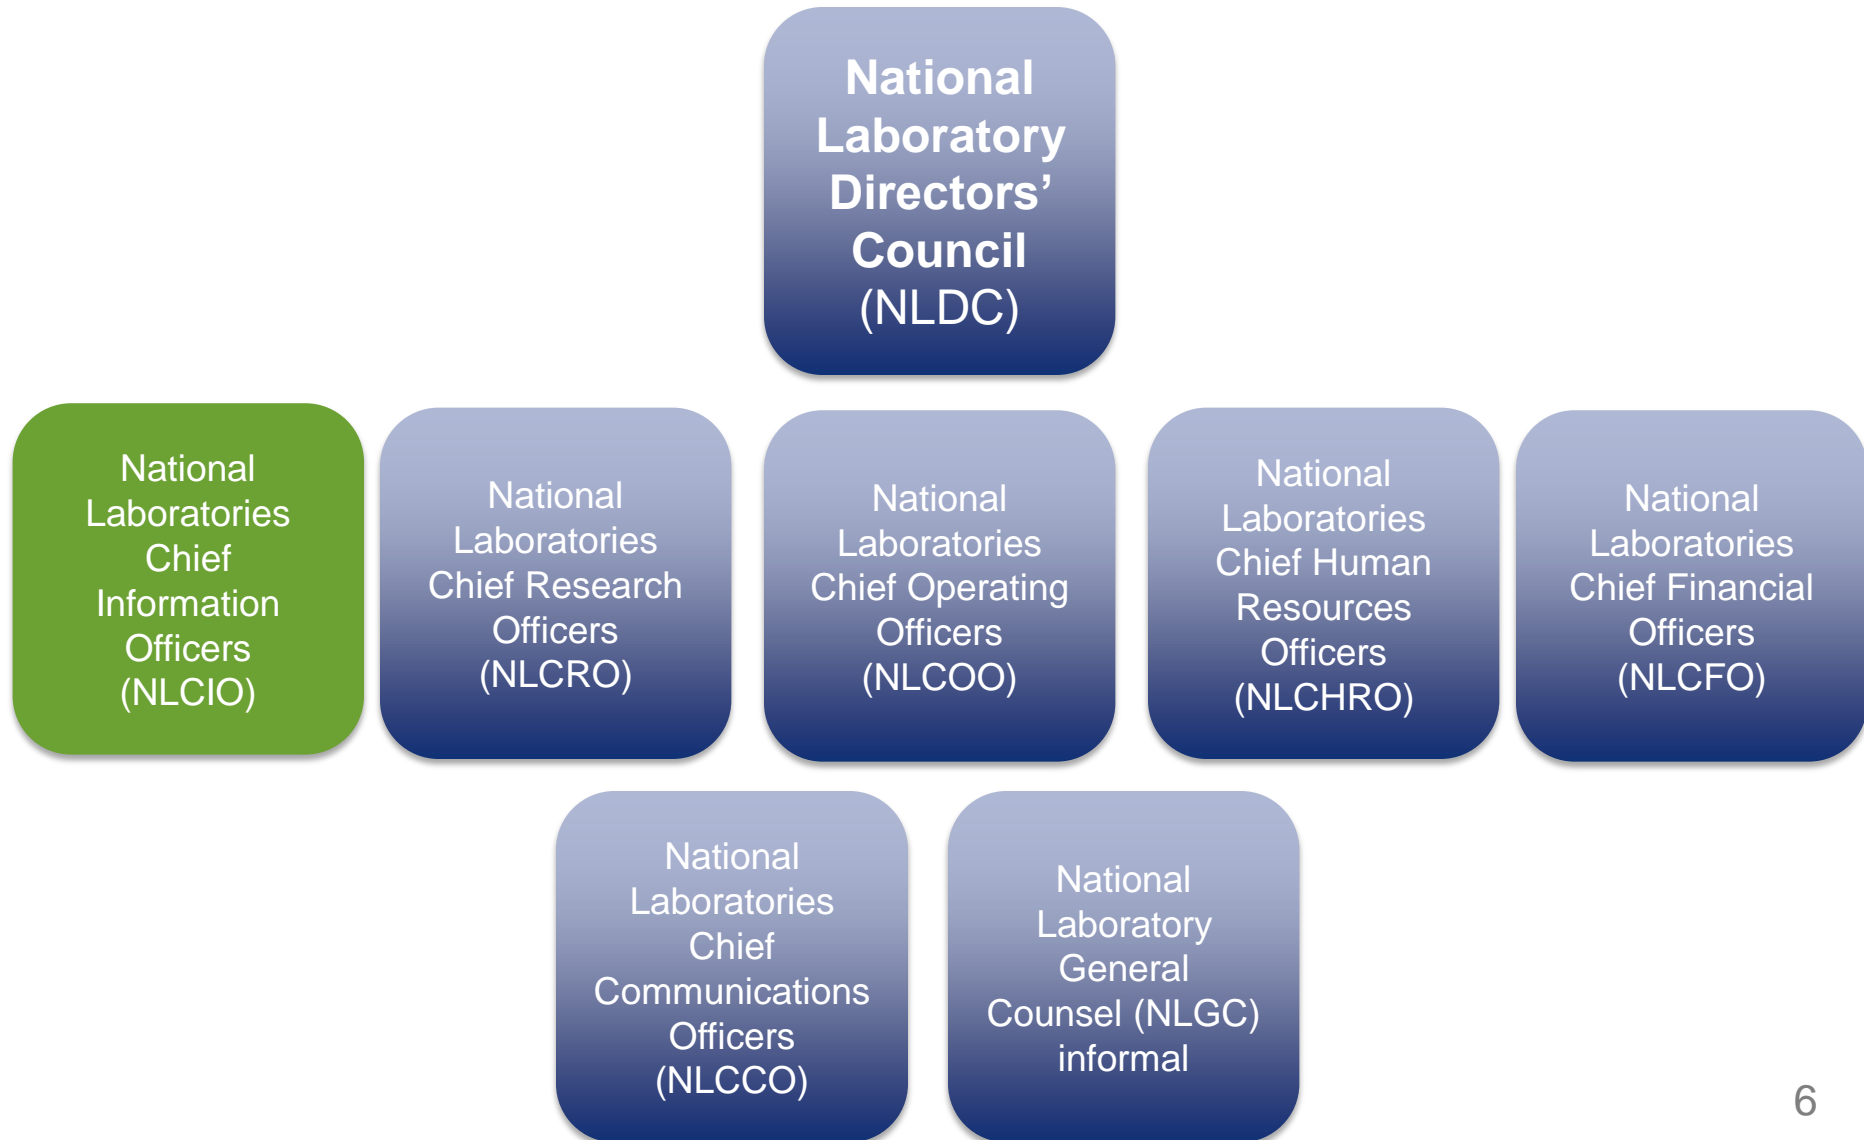 National
Laboratory
Directors’
Council
(NLDC)
National
Laboratories
Chief
Information
Officers
(NLCIO)
National
Laboratories
Chief Research
Officers
(NLCRO)
National
Laboratories
Chief Operating
Officers
(NLCOO)
National
Laboratories
Chief Human
Resources
Officers
(NLCHRO)
National
Laboratories
Chief Financial
Officers
(NLCFO)
National
Laboratories
Chief
Communications
Officers
(NLCCO)
National
Laboratory
General
Counsel (NLGC)
informal
6